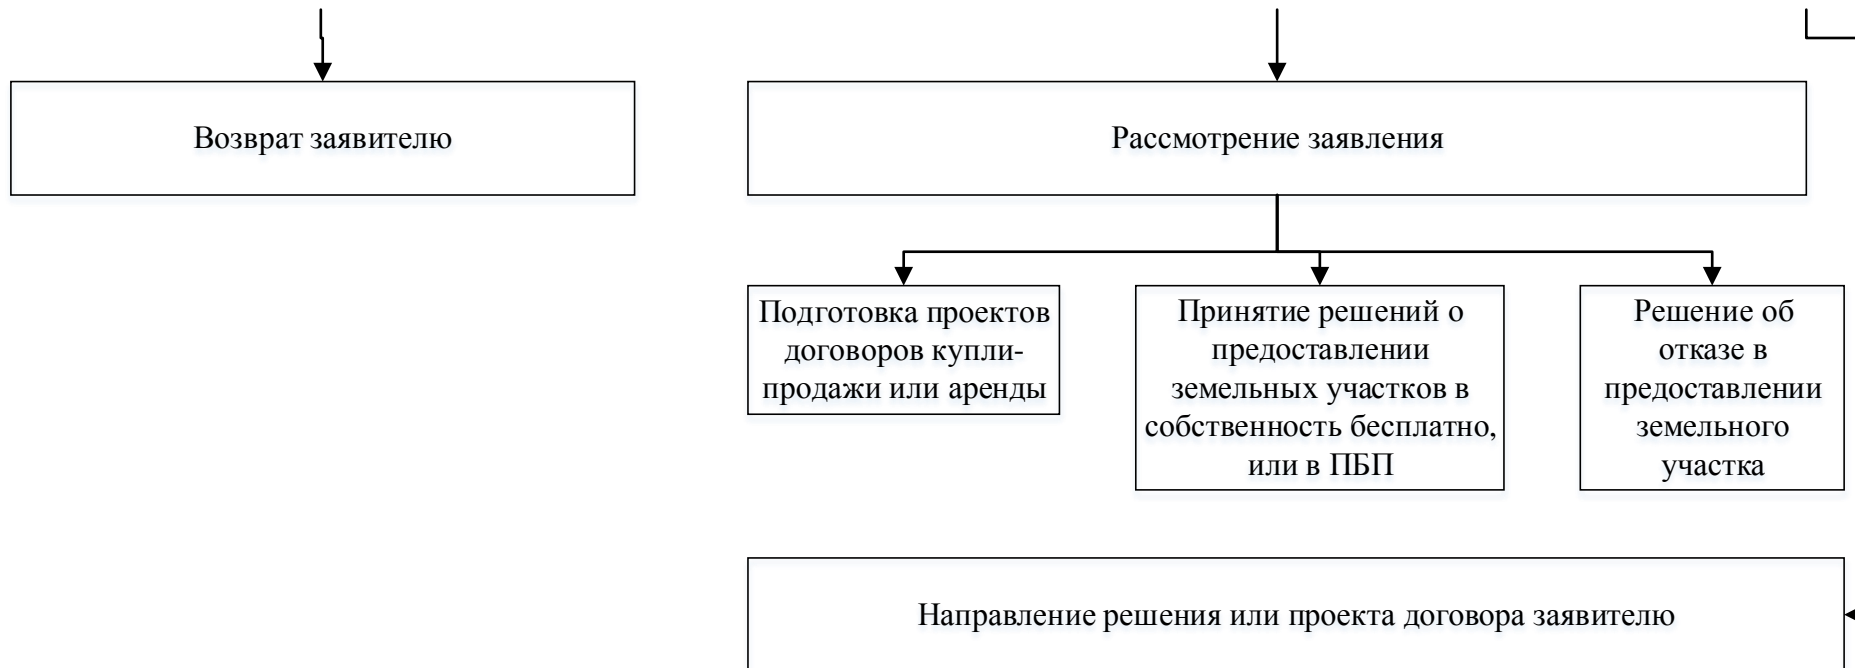 Возврат заявителю
Рассмотрение заявления
Подготовка проектов
договоров купли-
продажи или аренды
Принятие решений о
предоставлении
земельных участков в
собственность бесплатно,
или в ПБП
Решение об
отказе в
предоставлении
земельного
участка
Направление решения или проекта договора заявителю